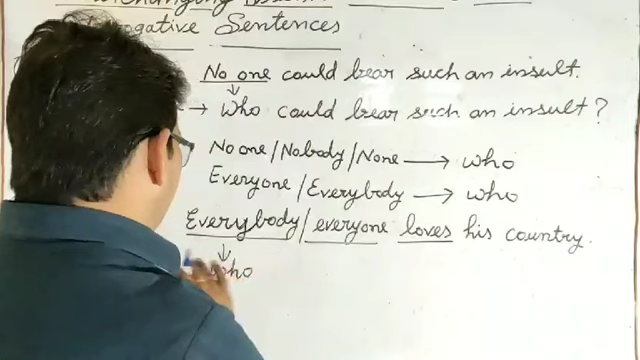 Sentences
No one could bear such an insult.
↓
→ Who could bear such an insult?
No one/Nobody/None → who
Everyone/Everybody → who
Everybody/everyone loves his country.
↓
who